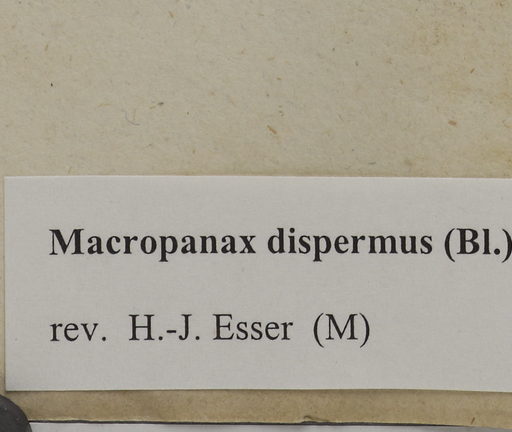 Macropanax dispermus (Bl.)
rev. H.-J. Esser (M)